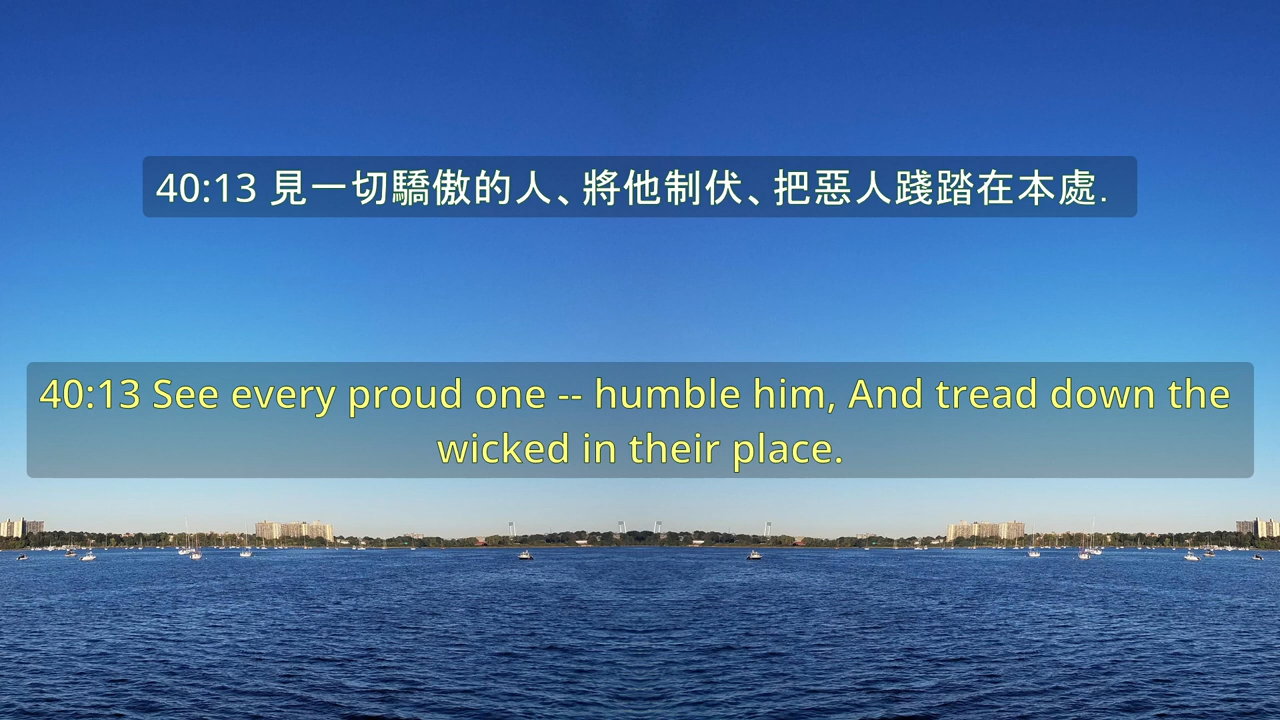 40:13 見一切驕傲的人、將他制伏、把惡人踐踏在本處.
40:13 See every proud one -- humble him, And tread down the
wicked in their place.